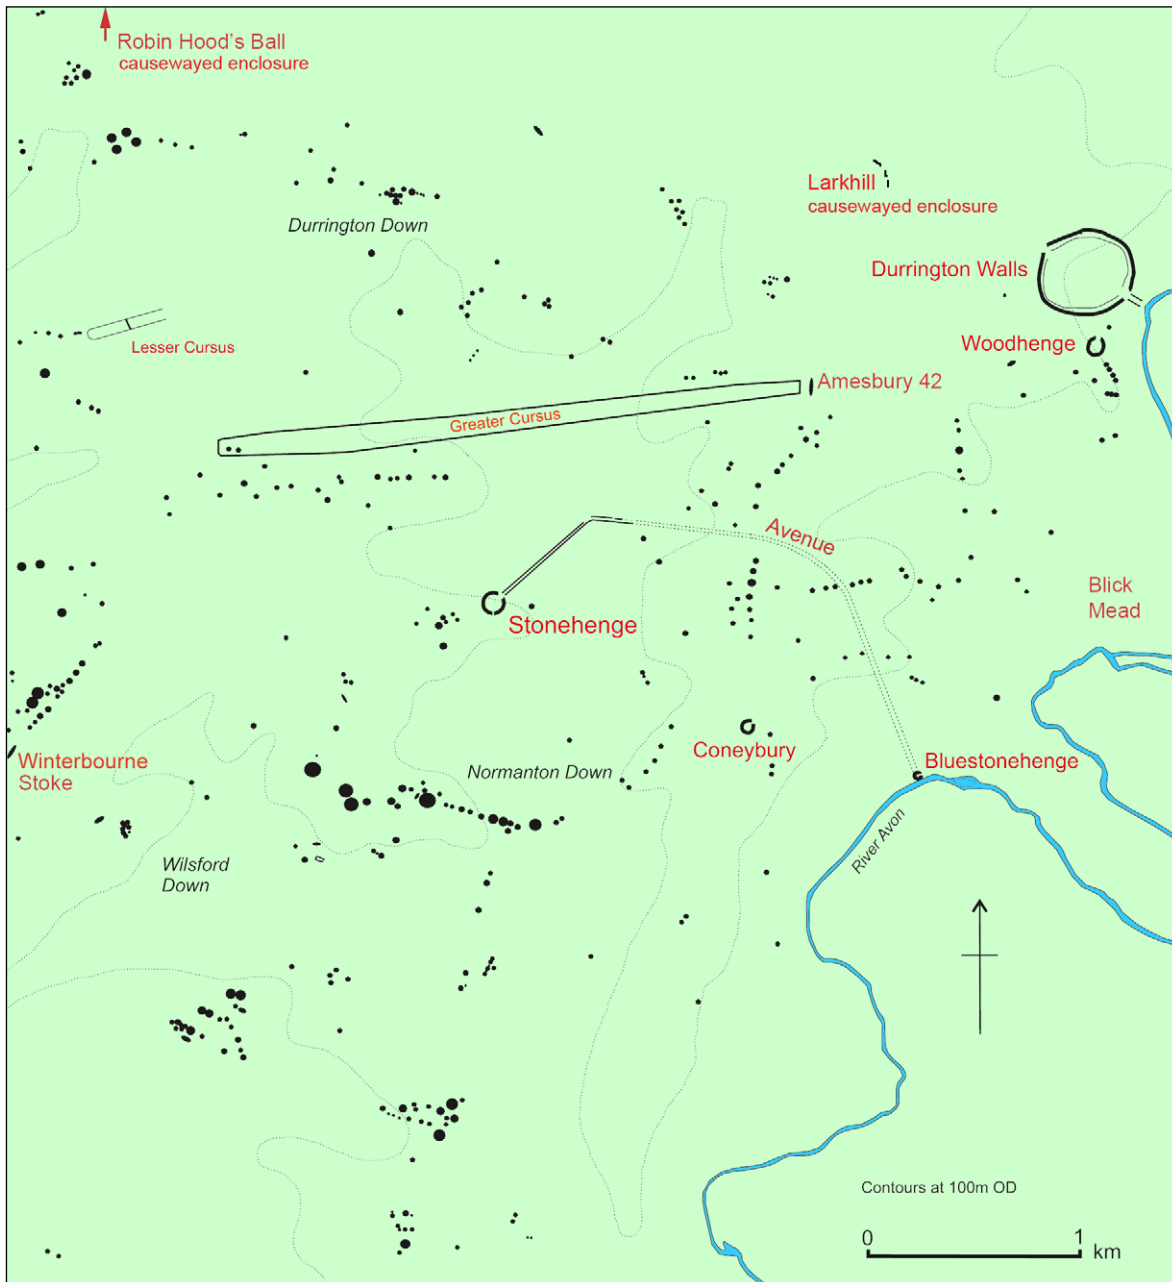 Robin Hood's Ball
causewayed enclosure
Larkhill
causewayed enclosure
Durrington Down
Durrington Walls
Woodhenge
Lesser Cursus
Amesbury 42
Greater Cursus
Avenue
Blick
Mead
Stonehenge
Coneybury
Bluestonehenge
Winterbourne
Stoke
Normanton Down
River Avon
Wilsford
Down
Contours at 100m OD
0 1
km